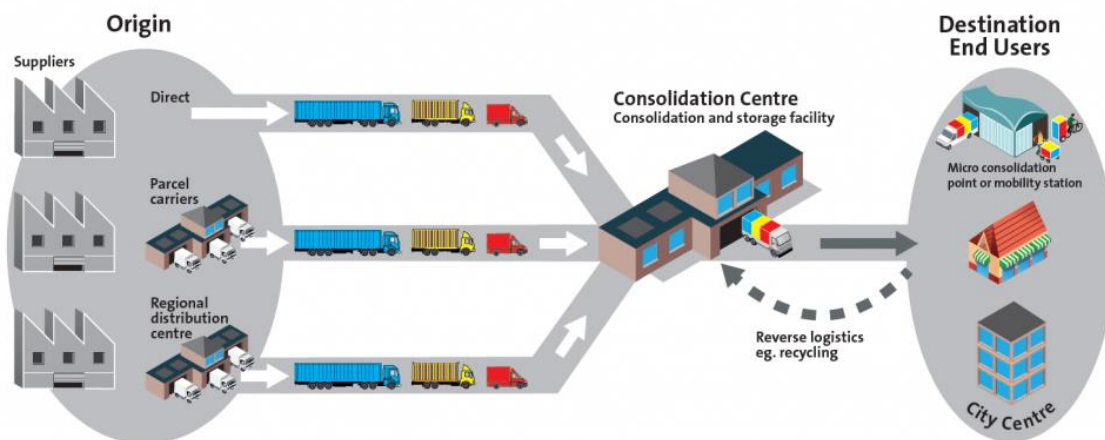 Origin
Suppliers
Direct
Parcel
carriers
Regional
distribution
centre
Consolidation Centre
Consolidation and storage facility
Reverse logistics
eg. recycling
Destination
End Users
Micro consolidation
point or mobility station
City Centre